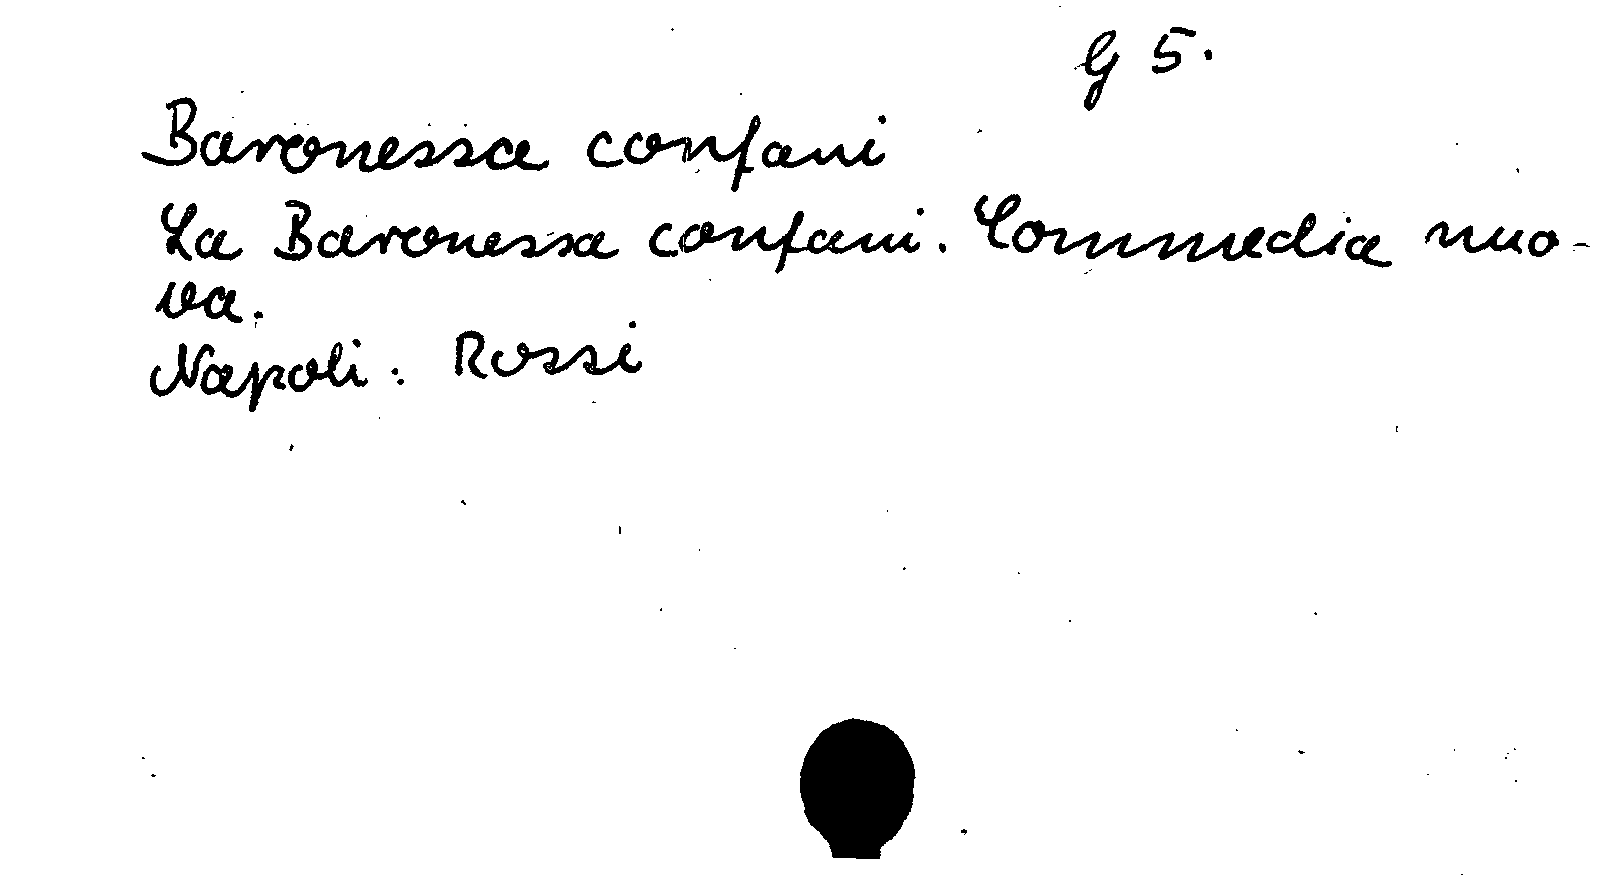 G 5.
Baronessa confani
La Baronessa confani. Commedia nuo-
va.
Napoli: Rossi